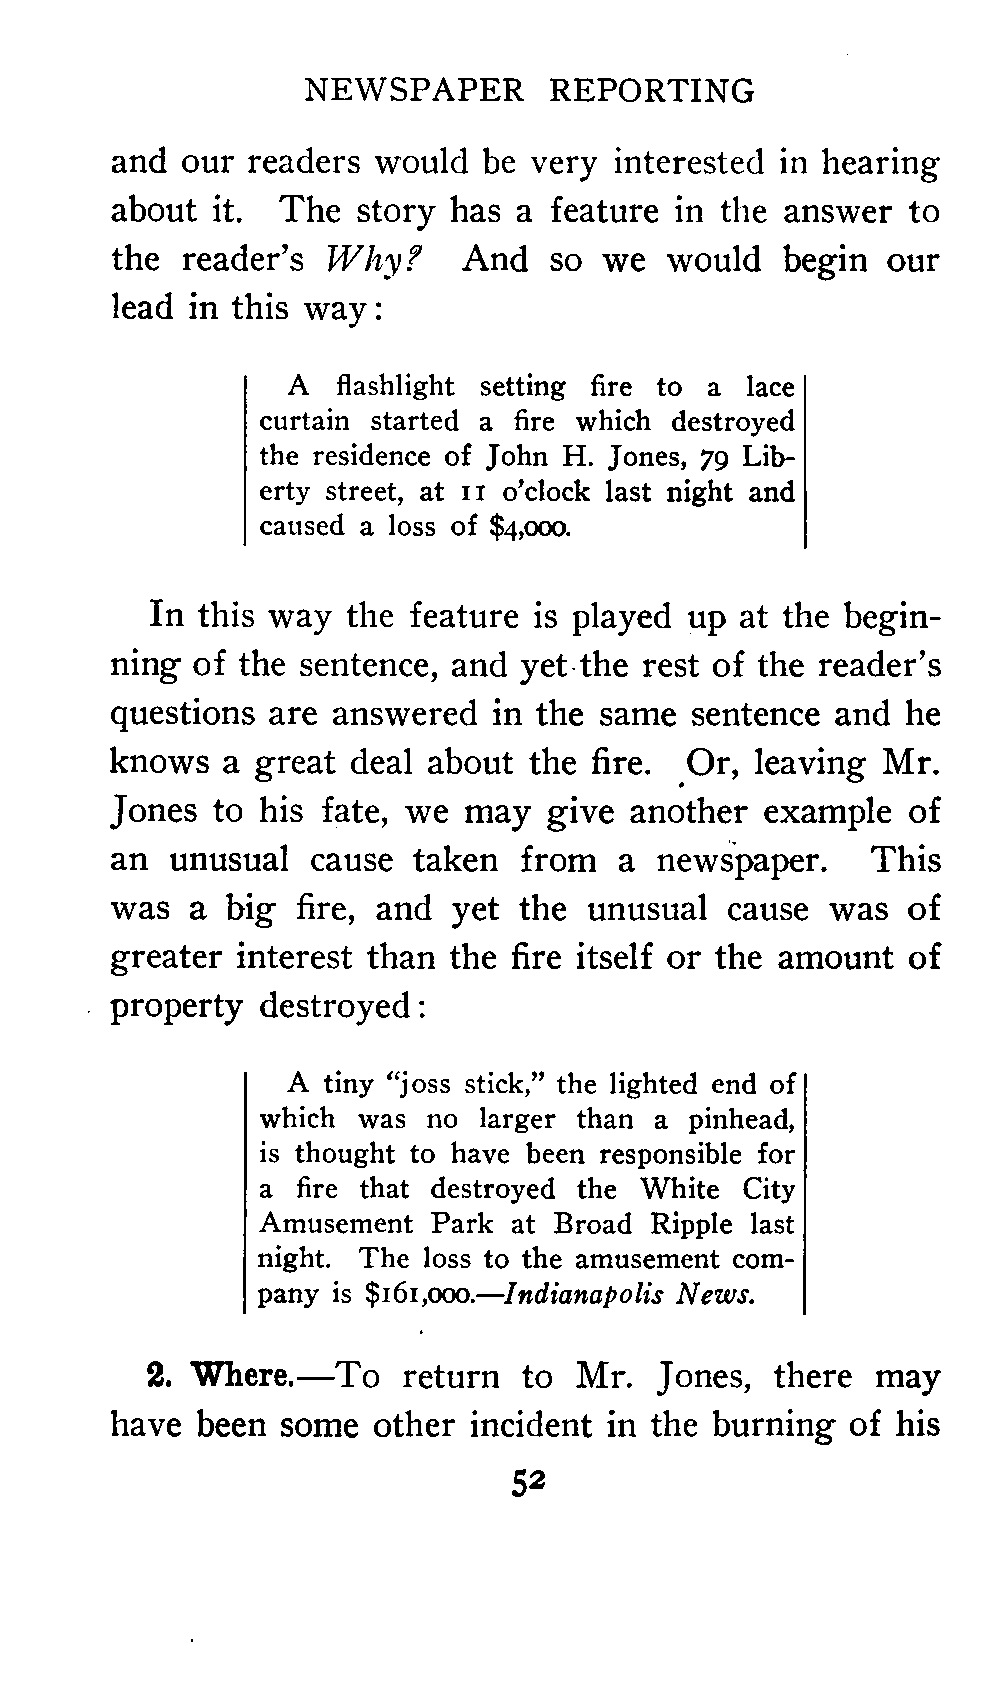 NEWSPAPER REPORTING
and our readers would be very interested in hearing
about it. The story has a feature in the answer to
the reader's Why? And so we would begin our
lead in this way:
A flashlight setting fire to a lace
curtain started a fire which destroyed
the residence of John H. Jones, 79 Lib-
erty street, at 11 o'clock last night and
caused a loss of $4,000.
In this way the feature is played up at the begin-
ning of the sentence, and yet the rest of the reader's
questions are answered in the same sentence and he
knows a great deal about the fire. Or, leaving Mr.
Jones to his fate, we may give another example of
an unusual cause taken from a newspaper. This
was a big fire, and yet the unusual cause was of
greater interest than the fire itself or the amount of
property destroyed:
A tiny "joss stick," the lighted end of
which was no larger than a pinhead,
is thought to have been responsible for
a fire that destroyed the White City
Amusement Park at Broad Ripple last
night. The loss to the amusement com-
pany is $161,000.—Indianapolis News.
2. Where.—To return to Mr. Jones, there may
have been some other incident in the burning of his
52